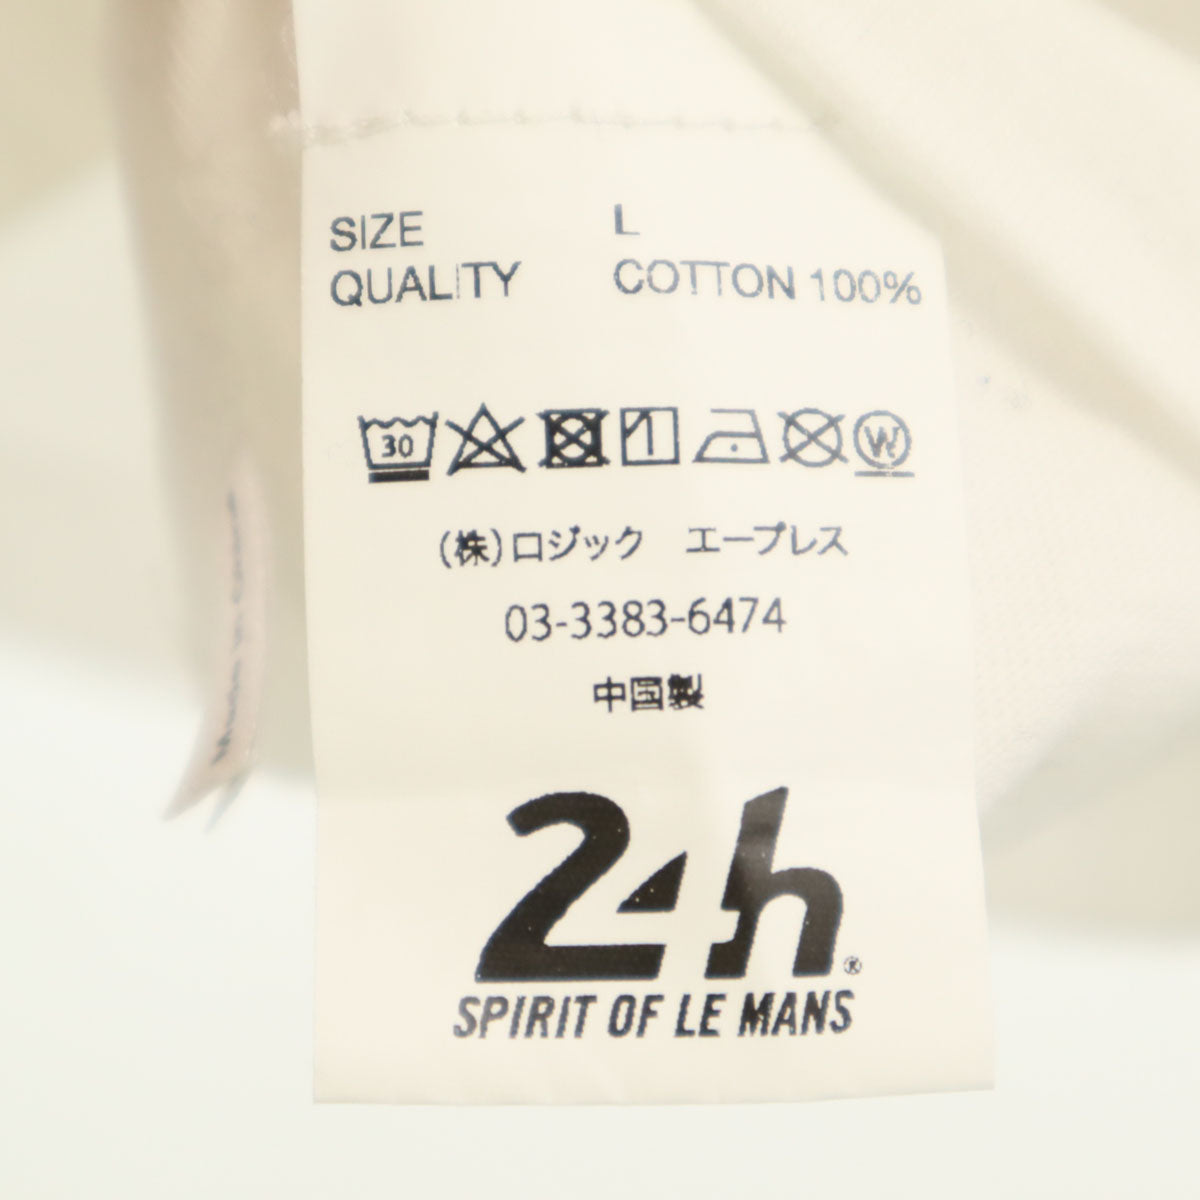 SIZE L
QUALITY COTTON 100%
30
W
(株)ロジック エープレス
03-3383-6474
中国製
24h®
SPIRIT OF LE MANS